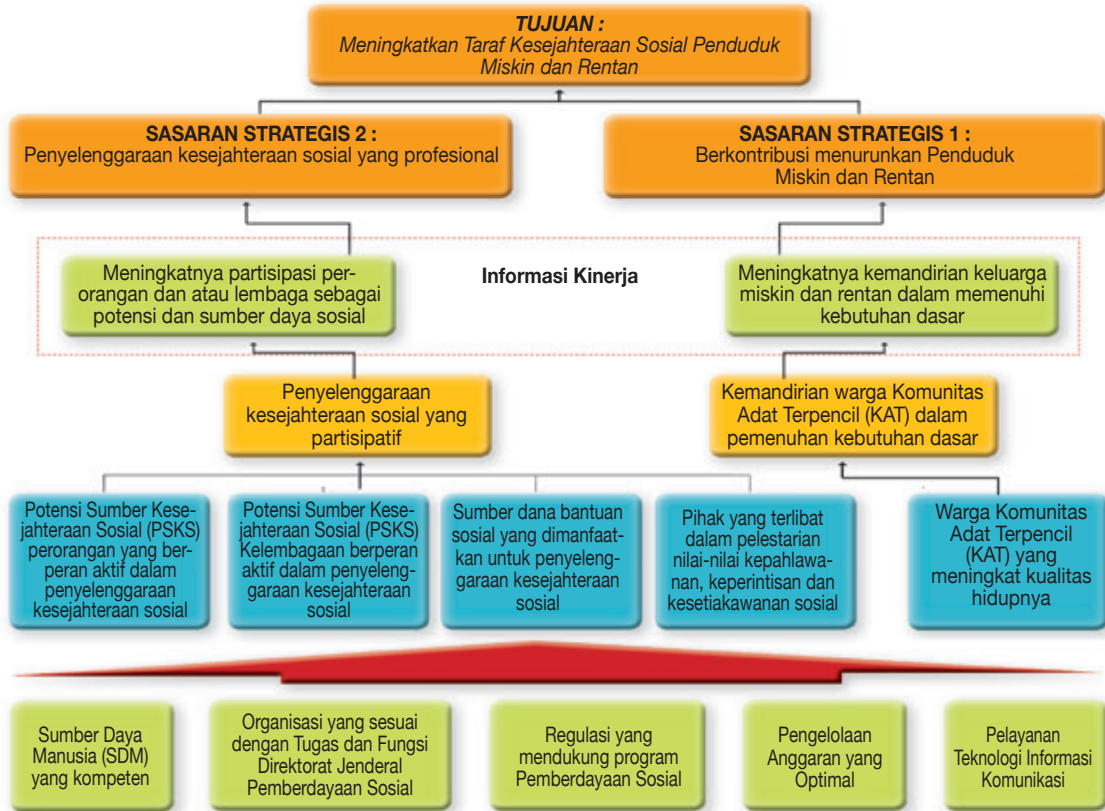 TUJUAN :
Meningkatkan Taraf Kesejahteraan Sosial Penduduk
Miskin dan Rentan
SASARAN STRATEGIS 2 :
Penyelenggaraan kesejahteraan sosial yang profesional
SASARAN STRATEGIS 1 :
Berkontribusi menurunkan Penduduk
Miskin dan Rentan
Meningkatnya partisipasi per-
orangan dan atau lembaga sebagai
potensi dan sumber daya sosial
Informasi Kinerja
Meningkatnya kemandirian keluarga
miskin dan rentan dalam memenuhi
kebutuhan dasar
Penyelenggaraan
kesejahteraan sosial yang
partisipatif
Kemandirian warga Komunitas
Adat Terpencil (KAT) dalam
pemenuhan kebutuhan dasar
Potensi Sumber Kese-
jahteraan Sosial (PSKS)
perorangan yang ber-
peran aktif dalam
penyelenggaraan
kesejahteraan sosial
Potensi Sumber Kese-
jahteraan Sosial (PSKS)
Kelembagaan berperan
aktif dalam penyeleng-
garaan kesejahteraan
sosial
Sumber dana bantuan
sosial yang dimanfaat-
kan untuk penyeleng-
garaan kesejahteraan
sosial
Pihak yang terlibat
dalam pelestarian
nilai-nilai kepahlawa-
nan, keperintisan dan
kesetiakawanan sosial
Warga Komunitas
Adat Terpencil
(KAT) yang
meningkat kualitas
hidupnya
Sumber Daya
Manusia (SDM)
yang kompeten
Organisasi yang sesuai
dengan Tugas dan Fungsi
Direktorat Jenderal
Pemberdayaan Sosial
Regulasi yang
mendukung program
Pemberdayaan Sosial
Pengelolaan
Anggaran yang
Optimal
Pelayanan
Teknologi Informasi
Komunikasi